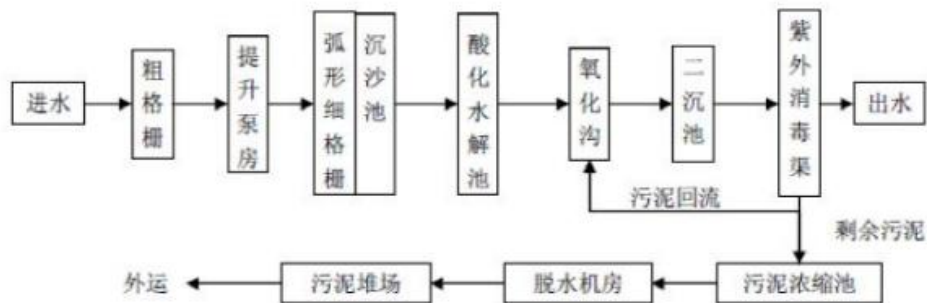 进水
粗格栅
提升泵房
弧形细格栅
沉沙池
酸化水解池
氧化沟
二沉池
紫外消毒渠
出水
污泥回流
剩余污泥
外运
污泥堆场
脱水机房
污泥浓缩池